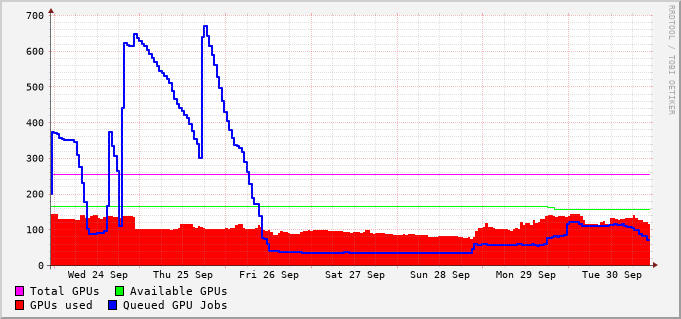 700
600
500
400
300
200
100
0
Wed 24 Sep Thu 25 Sep Fri 26 Sep Sat 27 Sep Sun 28 Sep Mon 29 Sep Tue 30 Sep
Total GPUs Available GPUs
GPUs used Queued GPU Jobs
RRDTOOL / TOBI OETIKER